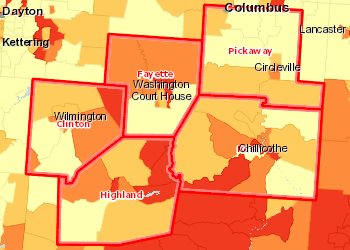 Dayton
Columbus
Lancaster
Kettering
Pickaway
Circleville
Fayette
Washington
Court House
Wilmington
Clinton
Chillicothe
Highland